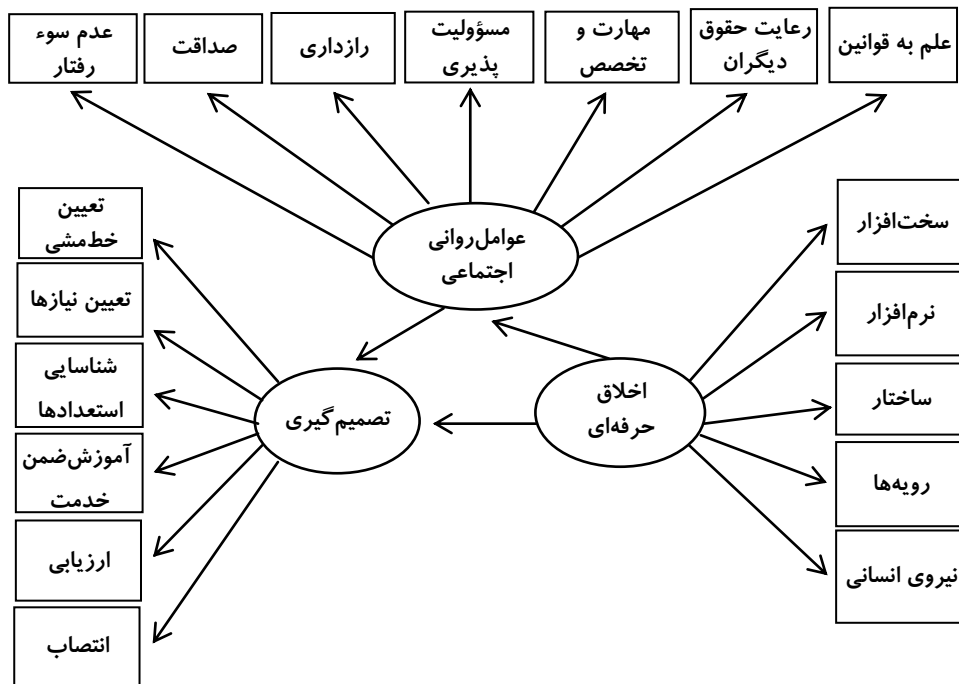 علم به قوانین
رعایت حقوق
دیگران
مهارت و
تخصص
مسؤولیت
پذیری
رازداری
صداقت
عدم سوء
رفتار
عوامل‌روانی
اجتماعی
سخت‌افزار
نرم‌افزار
ساختار
رویه‌ها
نیروی انسانی
اخلاق
حرفه‌ای
تصمیم‌گیری
تعیین
خط‌مشی
تعیین نیازها
شناسایی
استعدادها
آموزش‌ضمن
خدمت
ارزیابی
انتصاب